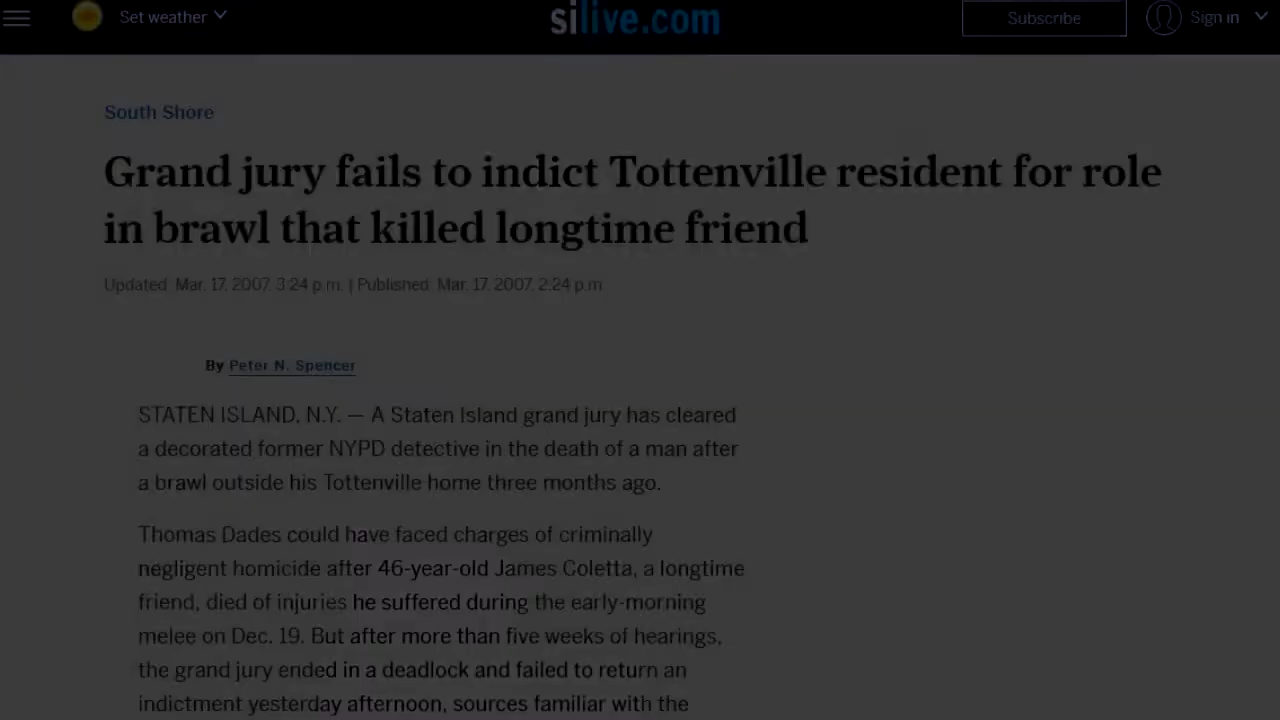 Set weather
silive.com
Subscribe
Sign in
South Shore
Grand jury fails to indict Tottenville resident for role
in brawl that killed longtime friend
Updated: Mar. 17, 2007, 3:24 p.m. | Published: Mar. 17, 2007, 2:24 p.m.
By Peter N. Spencer
STATEN ISLAND, N.Y. — A Staten Island grand jury has cleared
a decorated former NYPD detective in the death of a man after
a brawl outside his Tottenville home three months ago.
Thomas Dades could have faced charges of criminally
negligent homicide after 46-year-old James Coletta, a longtime
friend, died of injuries he suffered during the early-morning
melee on Dec. 19. But after more than five weeks of hearings,
the grand jury ended in a deadlock and failed to return an
indictment yesterday afternoon, sources familiar with the